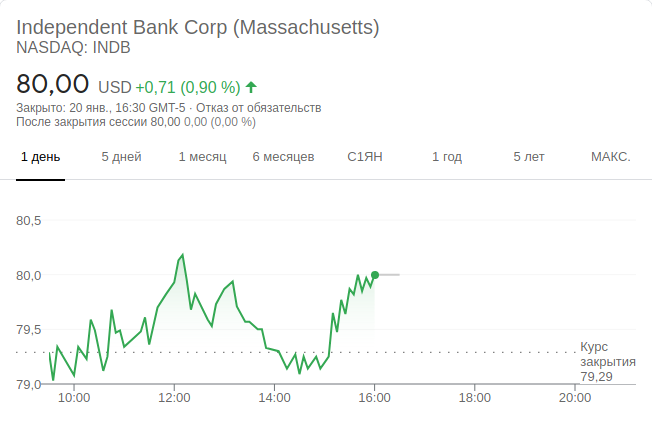 Independent Bank Corp (Massachusetts)
NASDAQ: INDB
80,00 USD +0,71 (0,90 %)
Закрыто: 20 янв., 16:30 GMT-5 · Отказ от обязательств
После закрытия сессии 80,00 0,00 (0,00 %)
1 день 5 дней 1 месяц 6 месяцев С1ЯН 1 год 5 лет МАКС.
80,5
80,0
79,5
Курс
закрытия
79,29
79,0
10:00 12:00 14:00 16:00 18:00 20:00